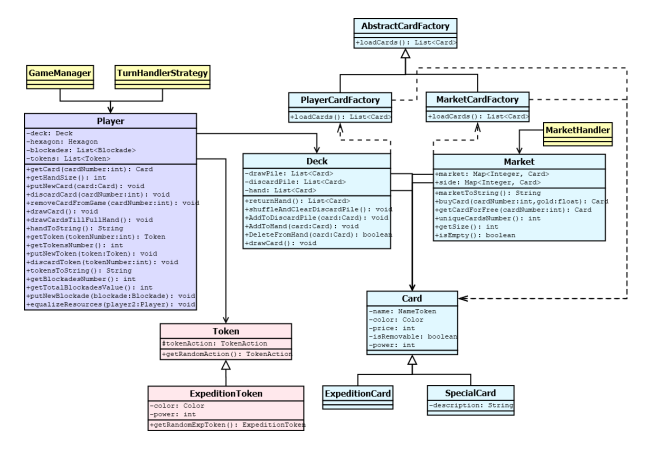 AbstractCardFactory
+loadCards(): List<Card>
GameManager
TurnHandlerStrategy
PlayerCardFactory
+loadCards(): List<Card>
MarketCardFactory
+loadCards(): List<Card>
MarketHandler
Player
-deck: Deck
-hexagon: Hexagon
-blockades: List<Blockade>
-tokens: List<Token>
+getCard(cardNumber:int): Card
+getHandSize(): int
+putNewCard(card:Card): void
+discardCard(cardNumber:int): void
+removeCardFromGame(cardNumber:int): void
+drawCard(): void
+drawCardsTillFullHand(): void
+handToString(): String
+getToken(tokenNumber:int): Token
+getTokensNumber(): int
+putNewToken(token:Token): void
+discardToken(tokenNumber:int): void
+tokensToString(): String
+getBlockadesNumber(): int
+getTotalBlockadesValue(): int
+putNewBlockade(blockade:Blockade): void
+equalizeResources(player2:Player): void
Deck
-drawPile: List<Card>
-discardPile: List<Card>
-hand: List<Card>
+returnHand(): List<Card>
+shuffleAndClearDiscardPile(): void
+AddToDiscardPile(card:Card): void
+AddToHand(card:Card): void
+DeleteFromHand(card:Card): boolean
+drawCard(): void
Market
+market: Map<Integer, Card>
+side: Map<Integer, Card>
+marketToString(): String
+buyCard(cardNumber:int,gold:float): Card
+getCardForFree(cardNumber:int): Card
+uniqueCardsNumber(): int
+getSize(): int
+isEmpty(): boolean
Card
-name: NameToken
-color: Color
-price: int
-isRemovable: boolean
-power: int
Token
#tokenAction: TokenAction
+getRandomAction(): TokenAction
ExpeditionToken
-color: Color
-power: int
+getRandomExpToken(): ExpeditionToken
ExpeditionCard
SpecialCard
-description: String